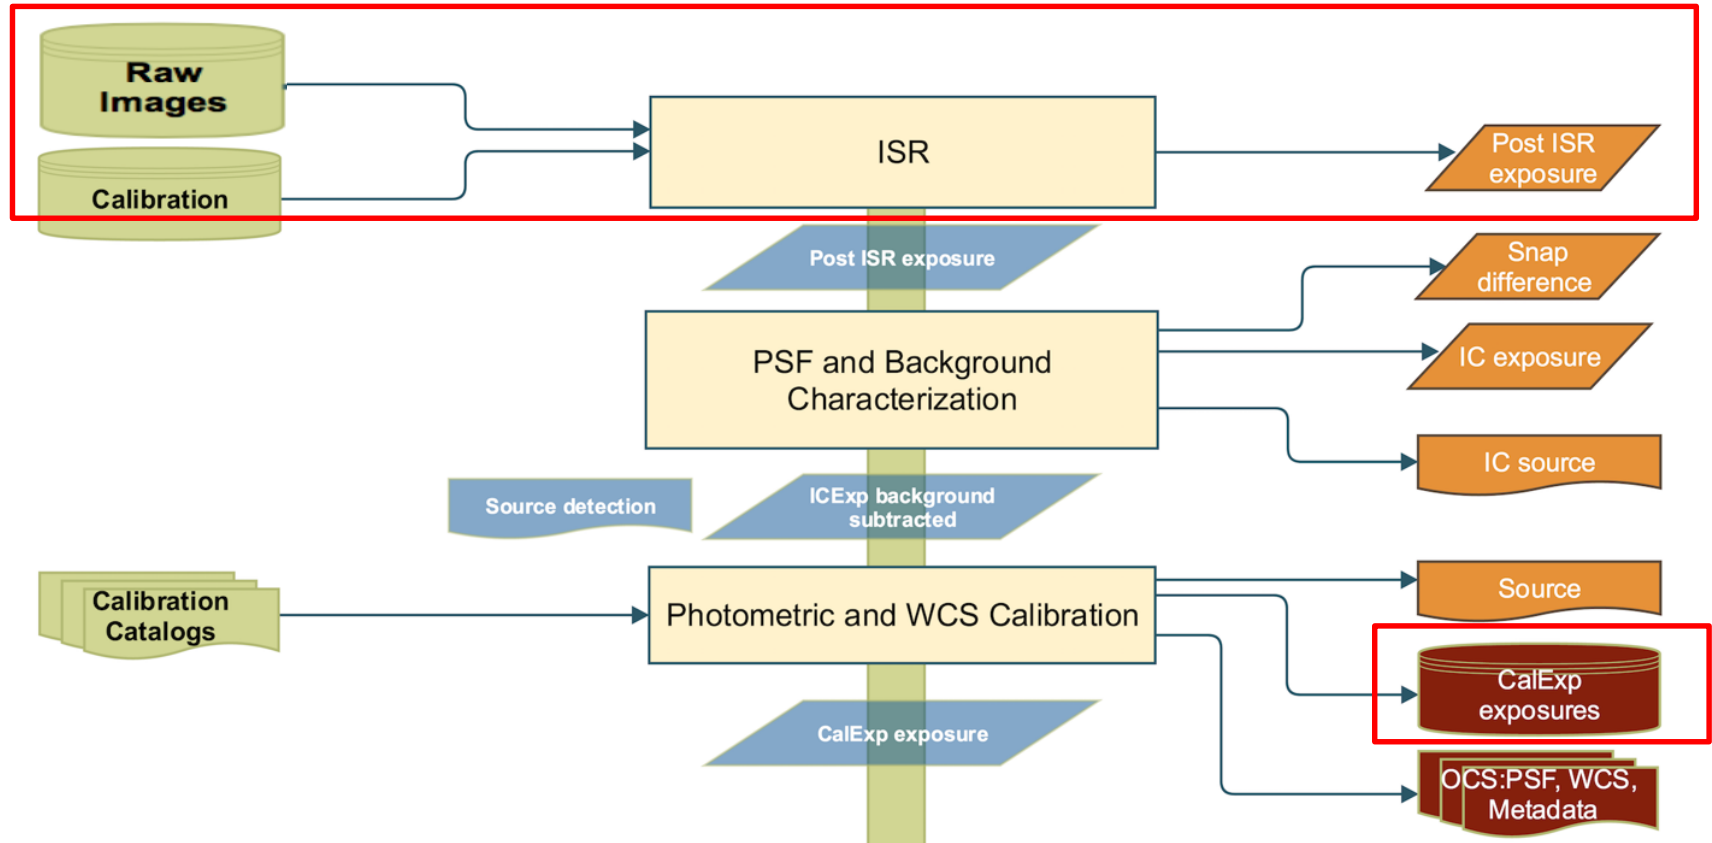 Raw
Images
Calibration
ISR
Post ISR
exposure
Post ISR exposure
Snap
difference
PSF and Background
Characterization
IC exposure
IC source
Source detection
ICExp background
subtracted
Calibration
Catalogs
Photometric and WCS Calibration
Source
CalExp
exposures
CalExp exposure
OCS:PSF, WCS,
Metadata